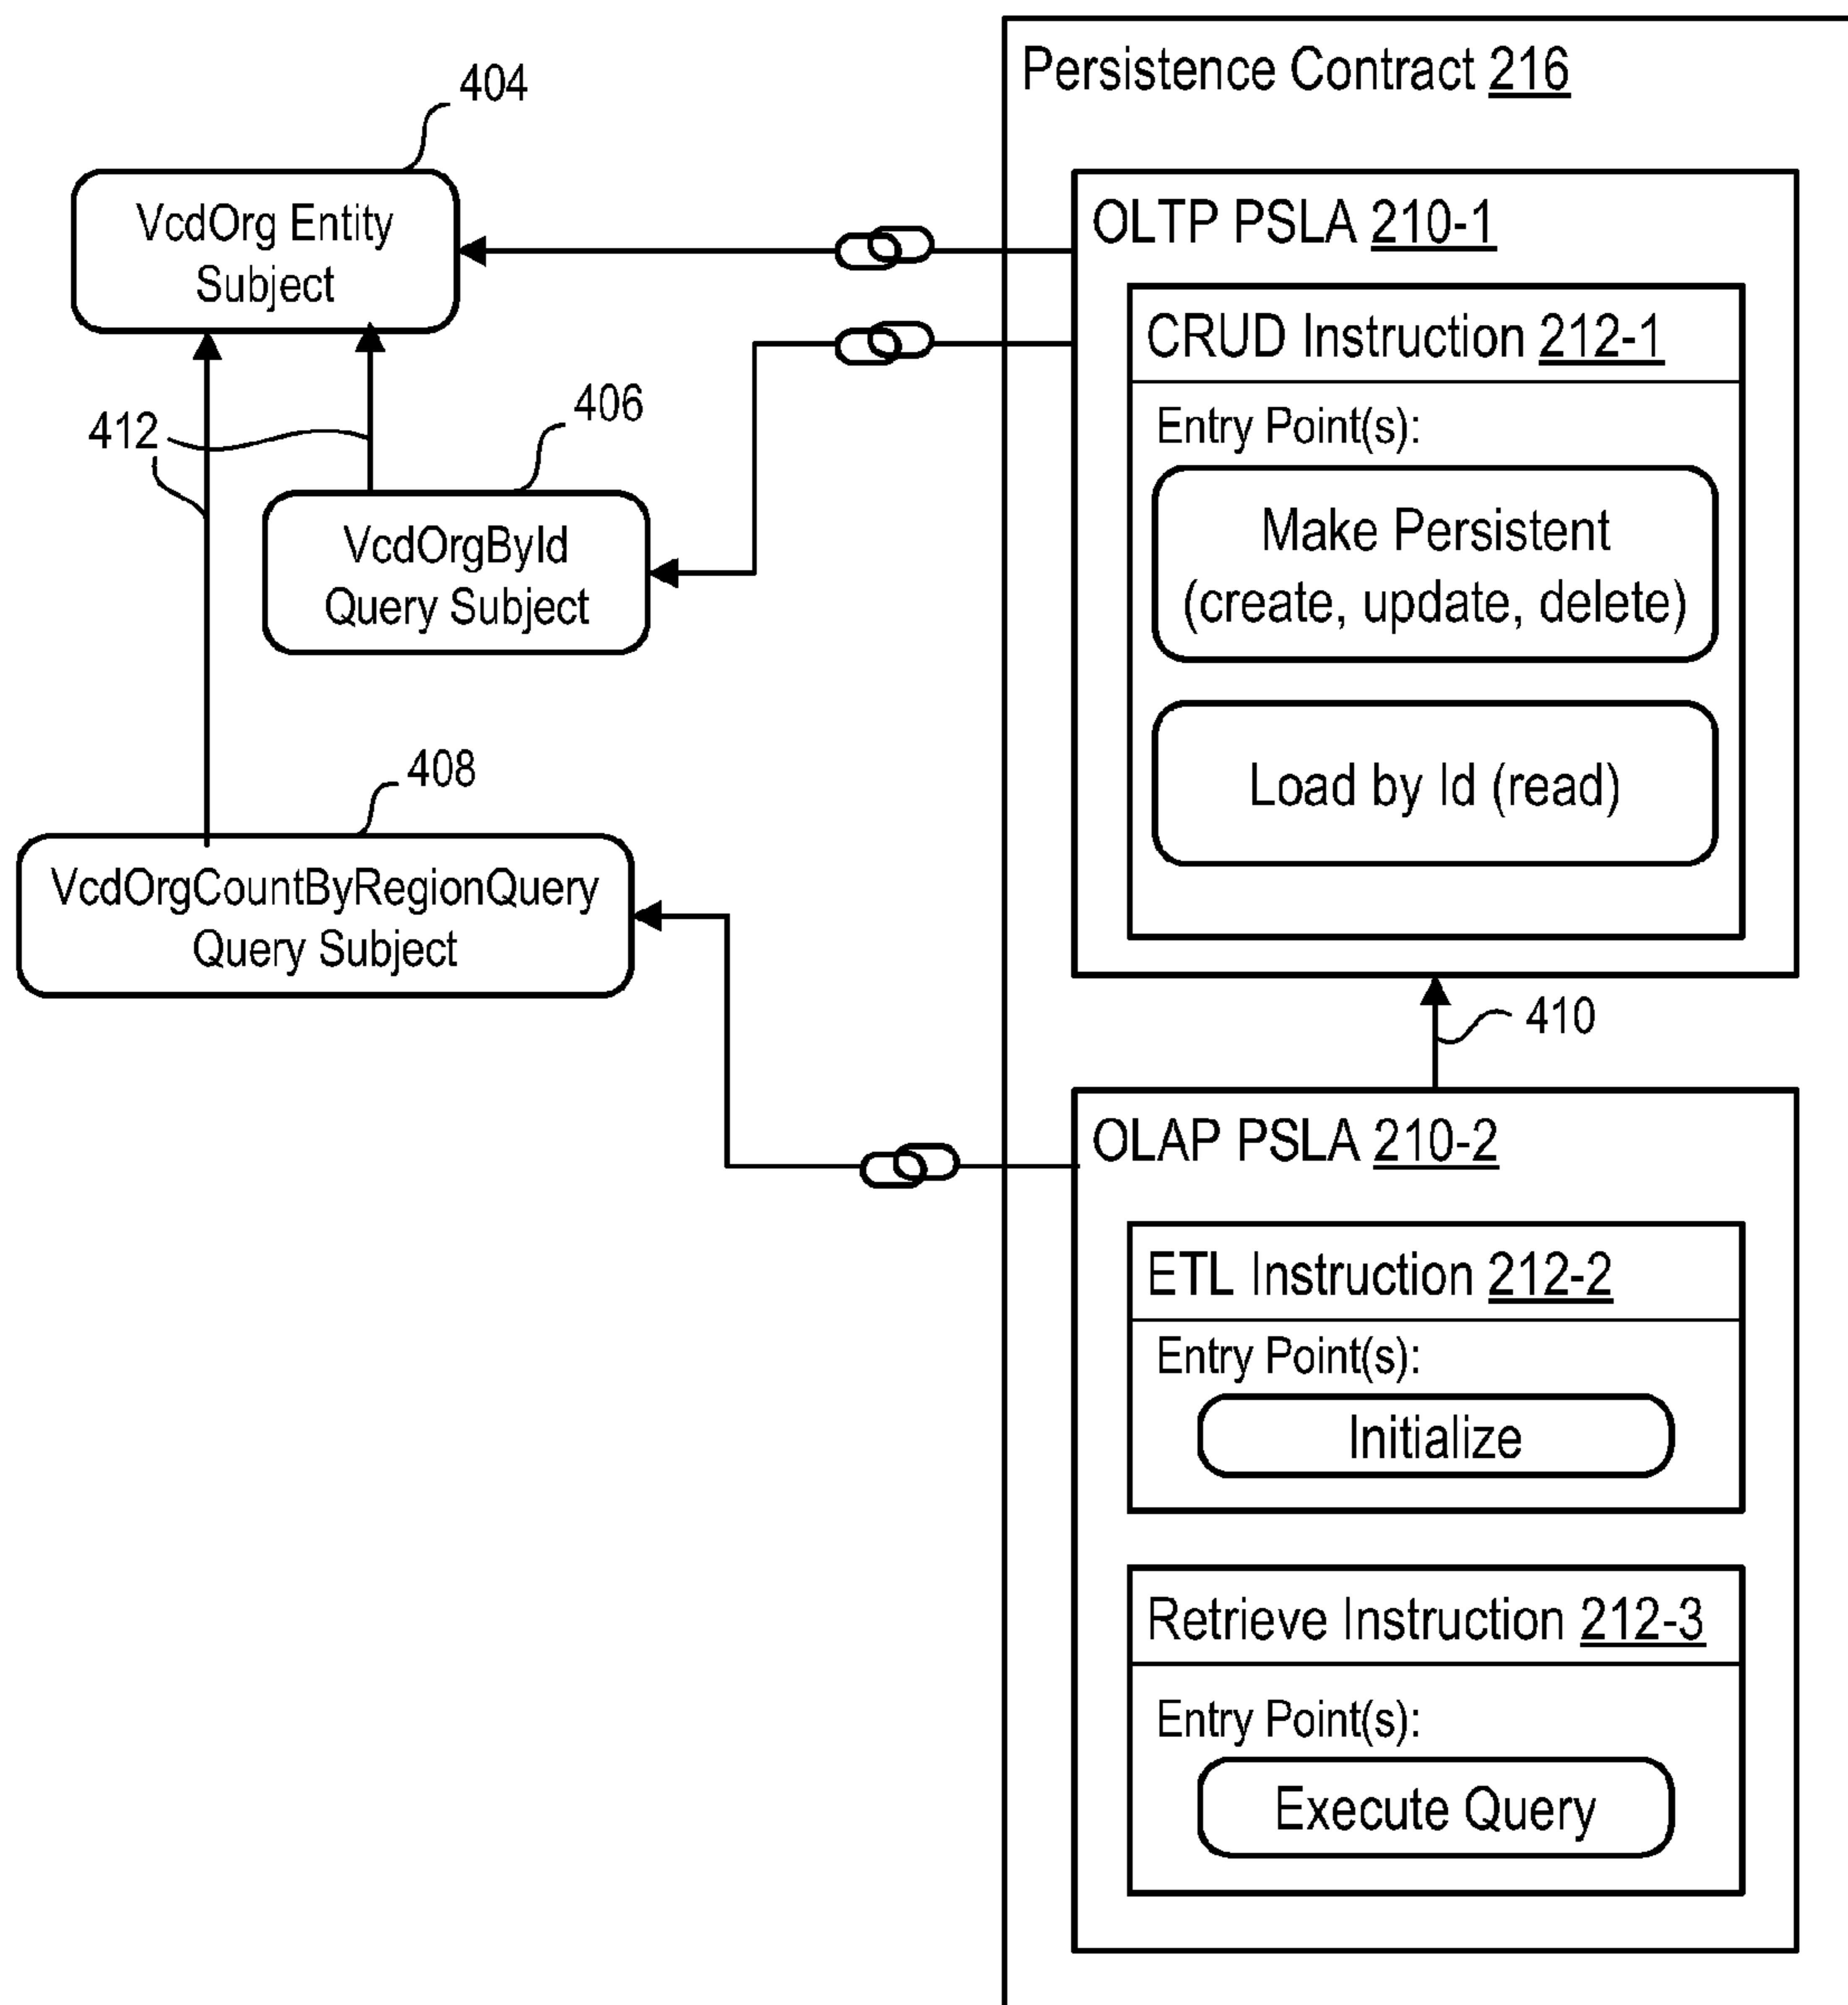 Persistence Contract 216
404
VcdOrg Entity
Subject
OLTP PSLA 210-1
CRUD Instruction 212-1
Entry Point(s):
Make Persistent
(create, update, delete)
Load by Id (read)
412
406
VcdOrgById
Query Subject
408
VcdOrgCountByRegionQuery
Query Subject
410
OLAP PSLA 210-2
ETL Instruction 212-2
Entry Point(s):
Initialize
Retrieve Instruction 212-3
Entry Point(s):
Execute Query